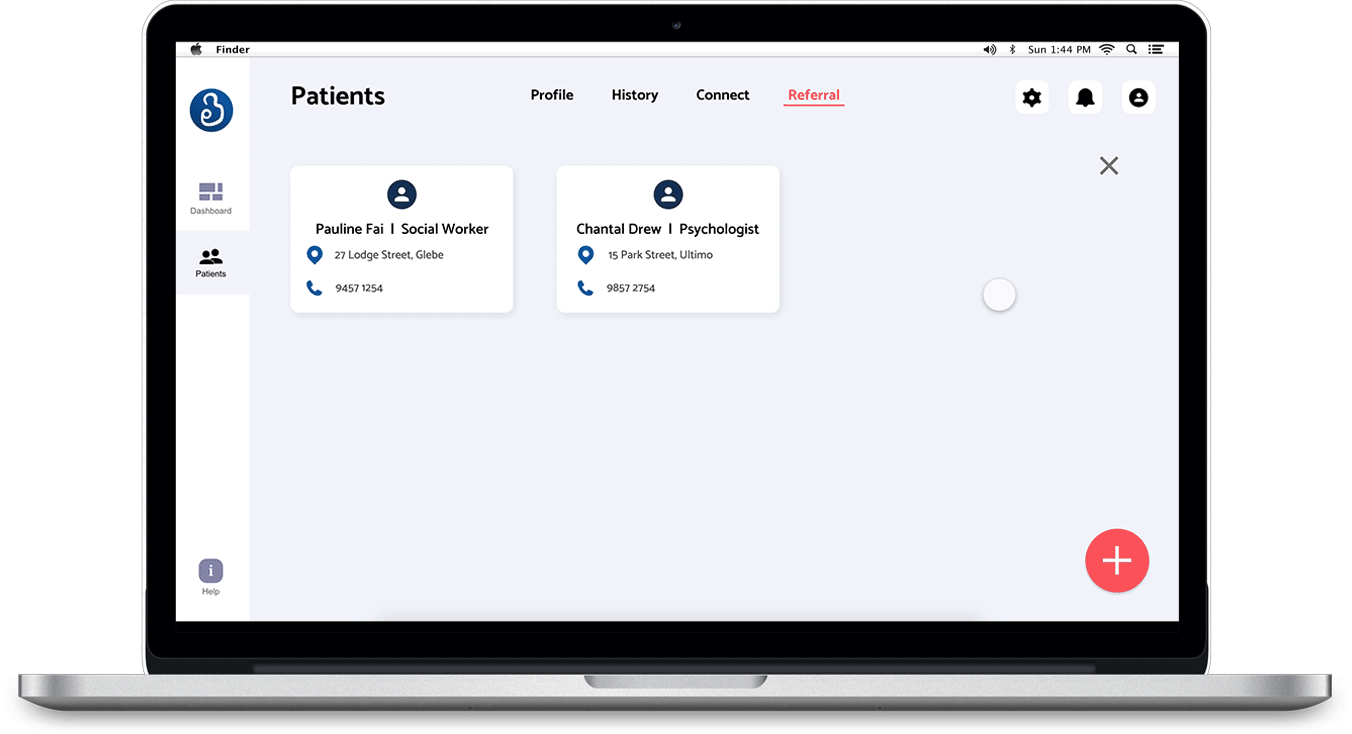 Finder Sun 1:44 PM
Patients Profile History Connect Referral
Dashboard
Patients
Help
Pauline Fai | Social Worker
27 Lodge Street, Glebe
9457 1254
Chantal Drew | Psychologist
15 Park Street, Ultimo
9857 2754